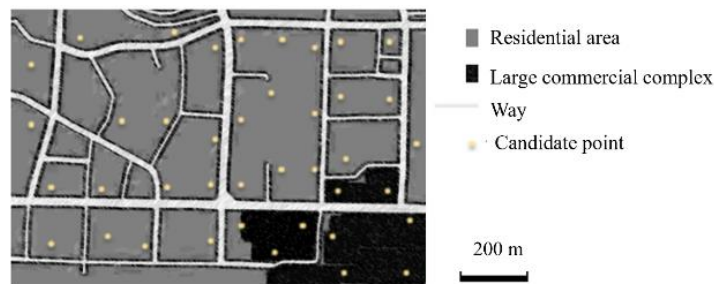 Residential area
Large commercial complex
Way
Candidate point
200 m